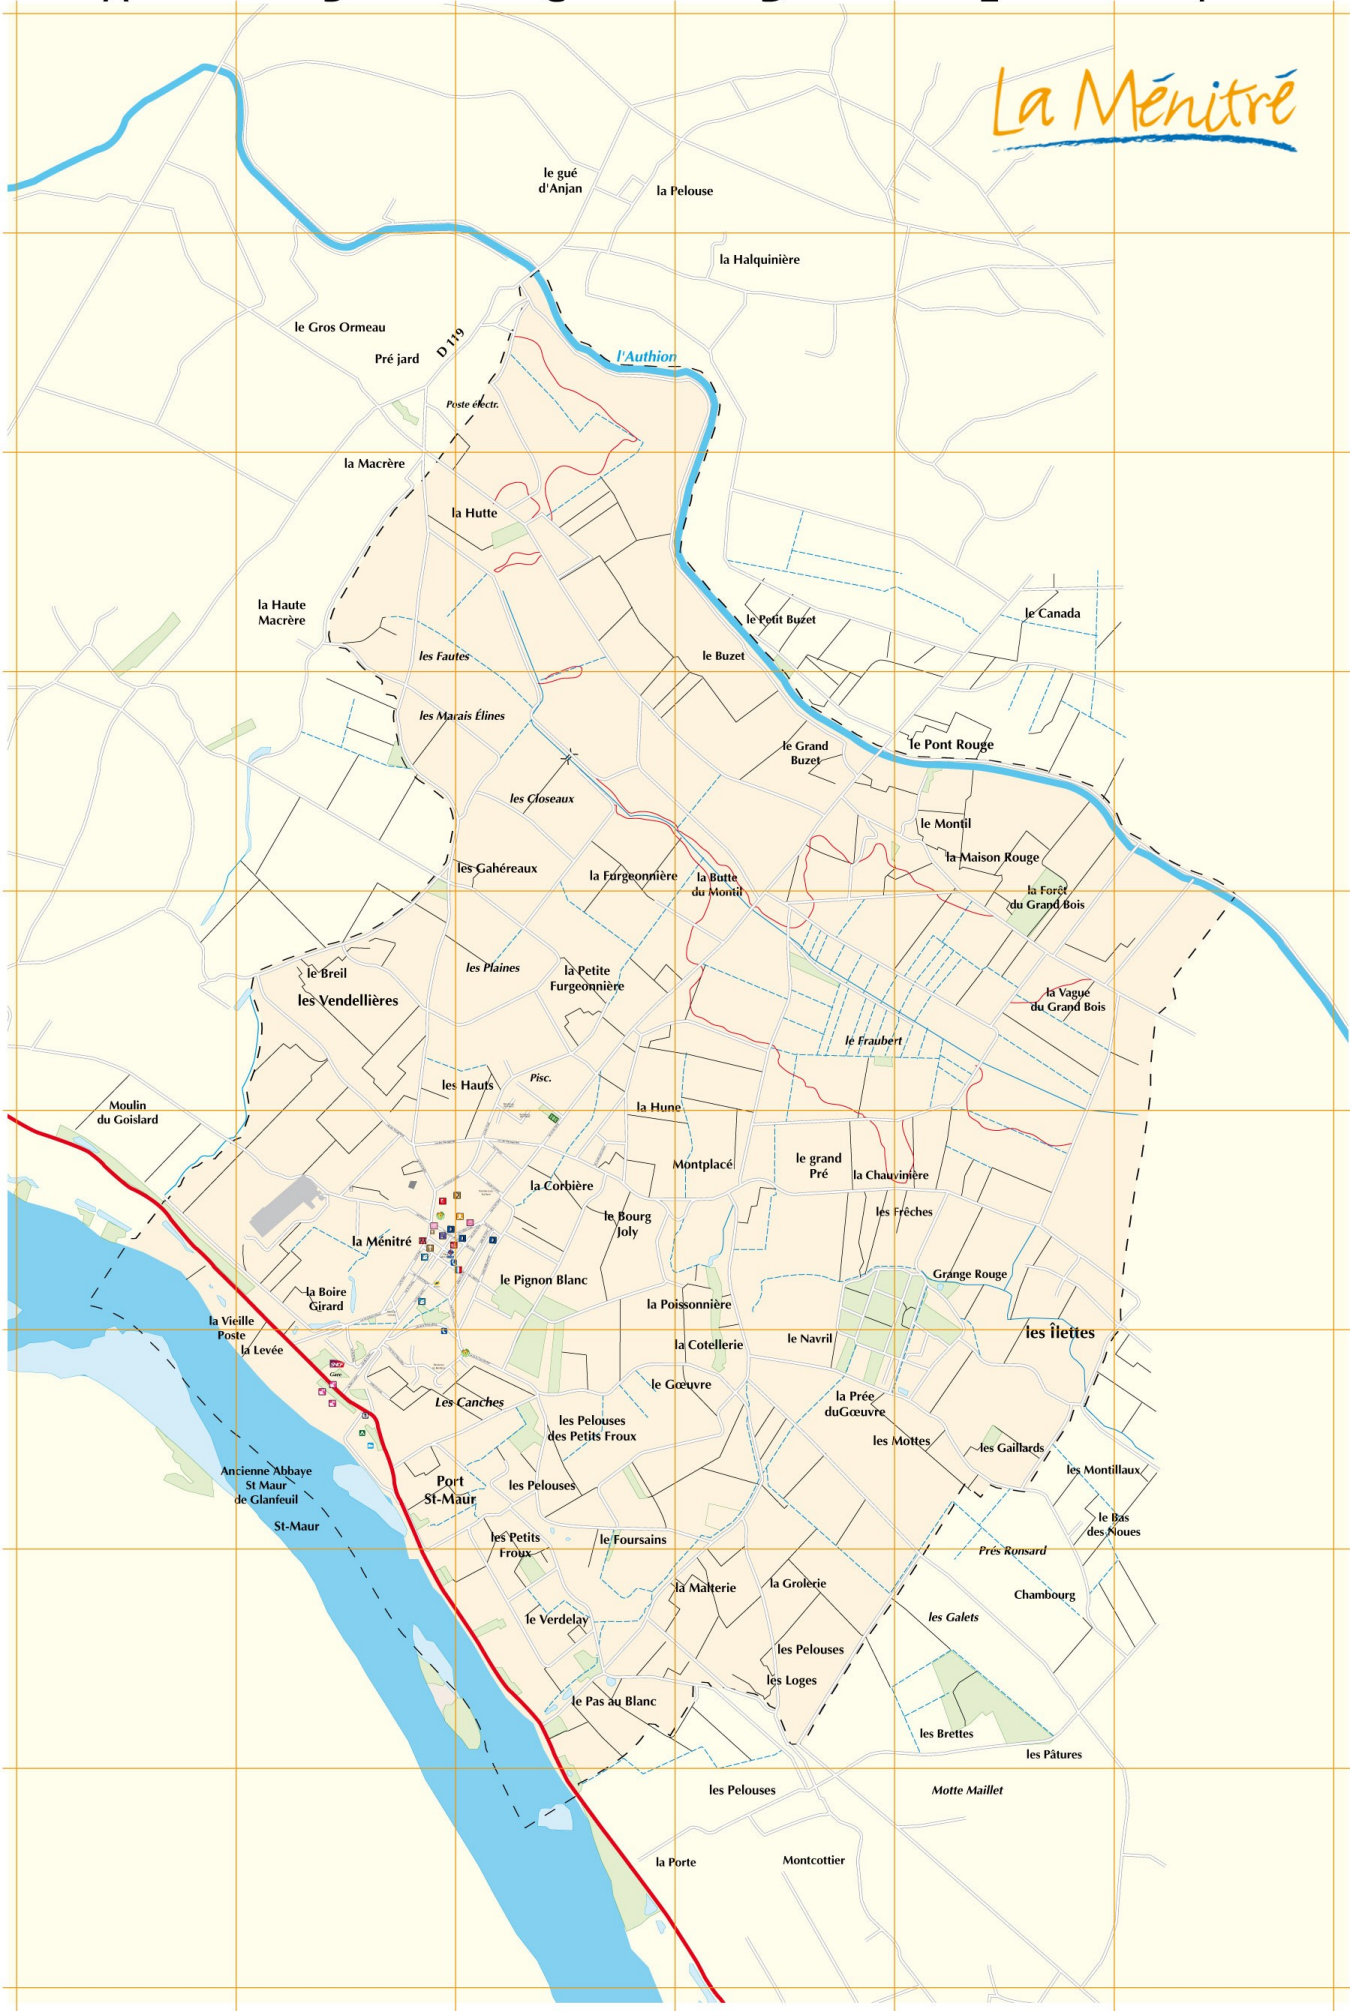 La Ménitré
le gué
d'Anjan
la Pelouse
la Halquinière
le Gros Ormeau
D 119
Pré jard
l'Authion
Poste électr.
la Macrère
la Hutte
la Haute
Macrère
le Petit Buzet
le Canada
les Fautes
le Buzet
les Marais Élines
le Grand
Buzet
le Pont Rouge
les Closeaux
le Montil
la Maison Rouge
les Gahéreaux
la Furgeonnière
la Butte
du Montil
la Forêt
du Grand Bois
le Breil
les Plaines
la Petite
Furgeonnière
les Vendellières
la Vague
du Grand Bois
le Fraubert
les Hauts
Pisc.
Moulin
du Goislard
la Hune
Montplacé
le grand
Pré
la Chauvinière
la Corbière
le Bourg
Joly
les Frêches
la Ménitré
Grange Rouge
le Pignon Blanc
la Boire
Girard
la Poissonnière
la Vieille
Poste
les Îlettes
le Navril
la Cotellerie
la Levée
SNCF
Gare
le Gœuvre
Les Canches
la Prée
duGœuvre
les Pelouses
des Petits Froux
les Mottes
les Gaillards
Ancienne Abbaye
St Maur
de Glanfeuil
les Montillaux
Port
St-Maur
les Pelouses
St-Maur
le Bas
des Noues
les Petits
Froux
le Foursains
Prés Ronsard
la Malterie
la Grolerie
Chambourg
le Verdelay
les Galets
les Pelouses
les Loges
le Pas au Blanc
les Brettes
les Pâtures
les Pelouses
Motte Maillet
la Porte
Montcottier